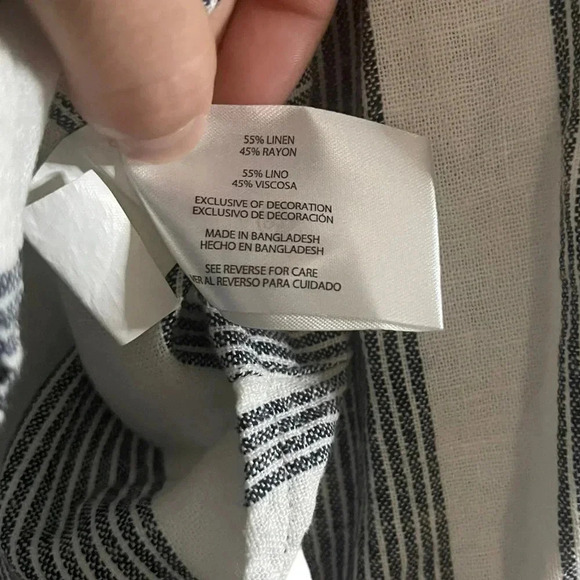 55% LINEN
45% RAYON
55% LINO
45% VISCOSA
EXCLUSIVE OF DECORATION
EXCLUSIVO DE DECORACIÓN
MADE IN BANGLADESH
HECHO EN BANGLADESH
SEE REVERSE FOR CARE
VER AL REVERSO PARA CUIDADO